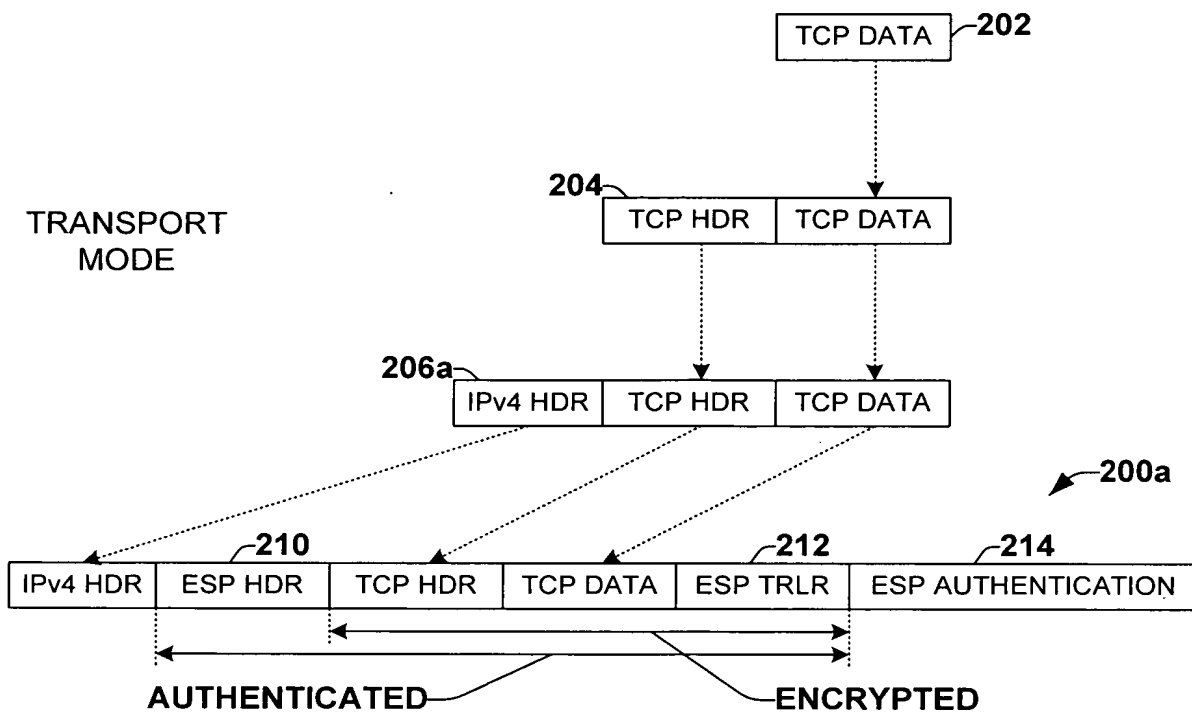 TCP DATA 202
204
TCP HDR TCP DATA
TRANSPORT
MODE
206a
IPv4 HDR TCP HDR TCP DATA
200a
210 212 214
IPv4 HDR ESP HDR TCP HDR TCP DATA ESP TRLR ESP AUTHENTICATION
AUTHENTICATED ENCRYPTED